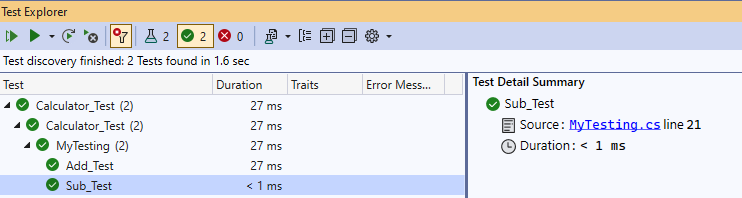 Test Explorer
2 2 0
Test discovery finished: 2 Tests found in 1.6 sec
Test Duration Traits Error Mess...
Calculator_Test (2) 27 ms
Calculator_Test (2) 27 ms
MyTesting (2) 27 ms
Add_Test 27 ms
Sub_Test < 1 ms
Test Detail Summary
Sub_Test
Source: MyTesting.cs line 21
Duration: < 1 ms